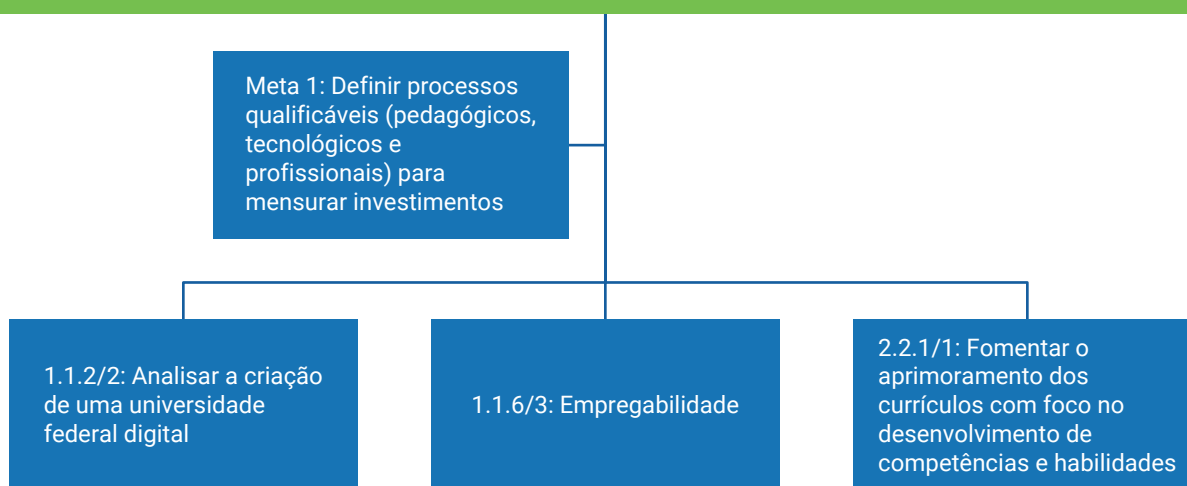 Meta 1: Definir processos
qualificáveis (pedagógicos,
tecnológicos e
profissionais) para
mensurar investimentos
1.1.2/2: Analisar a criação
de uma universidade
federal digital
1.1.6/3: Empregabilidade
2.2.1/1: Fomentar o
aprimoramento dos
currículos com foco no
desenvolvimento de
competências e habilidades